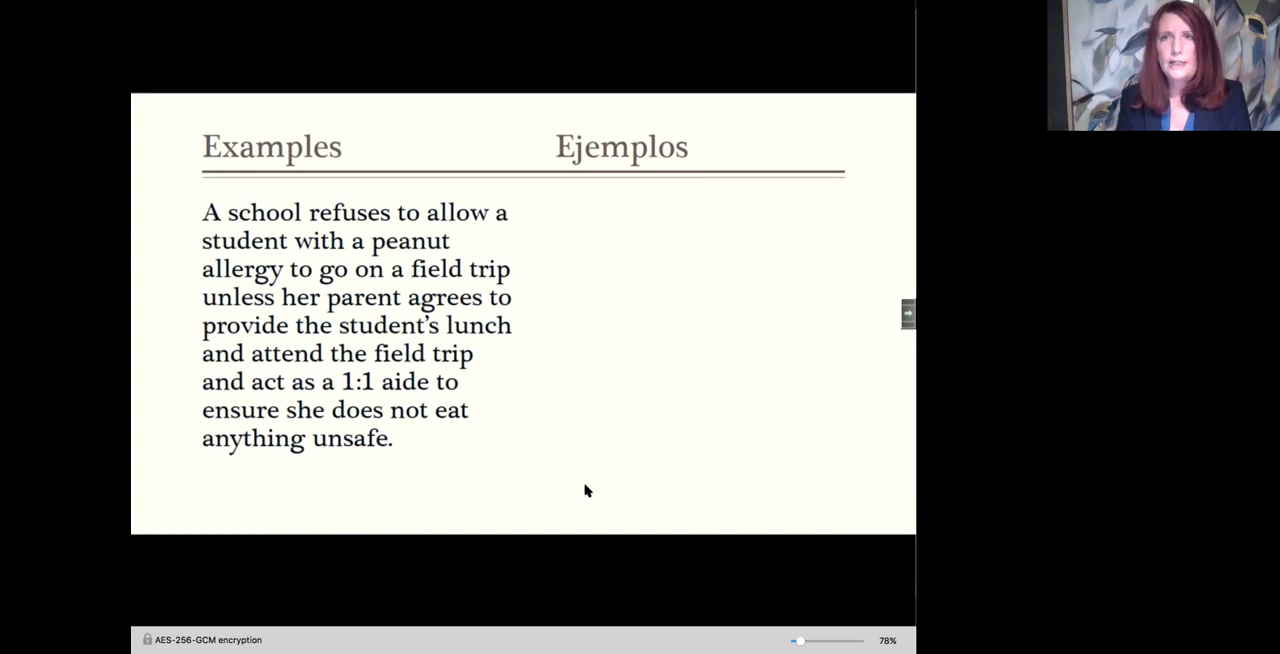 Examples
Ejemplos
A school refuses to allow a
student with a peanut
allergy to go on a field trip
unless her parent agrees to
provide the student’s lunch
and attend the field trip
and act as a 1:1 aide to
ensure she does not eat
anything unsafe.
AES-256-GCM encryption
78%